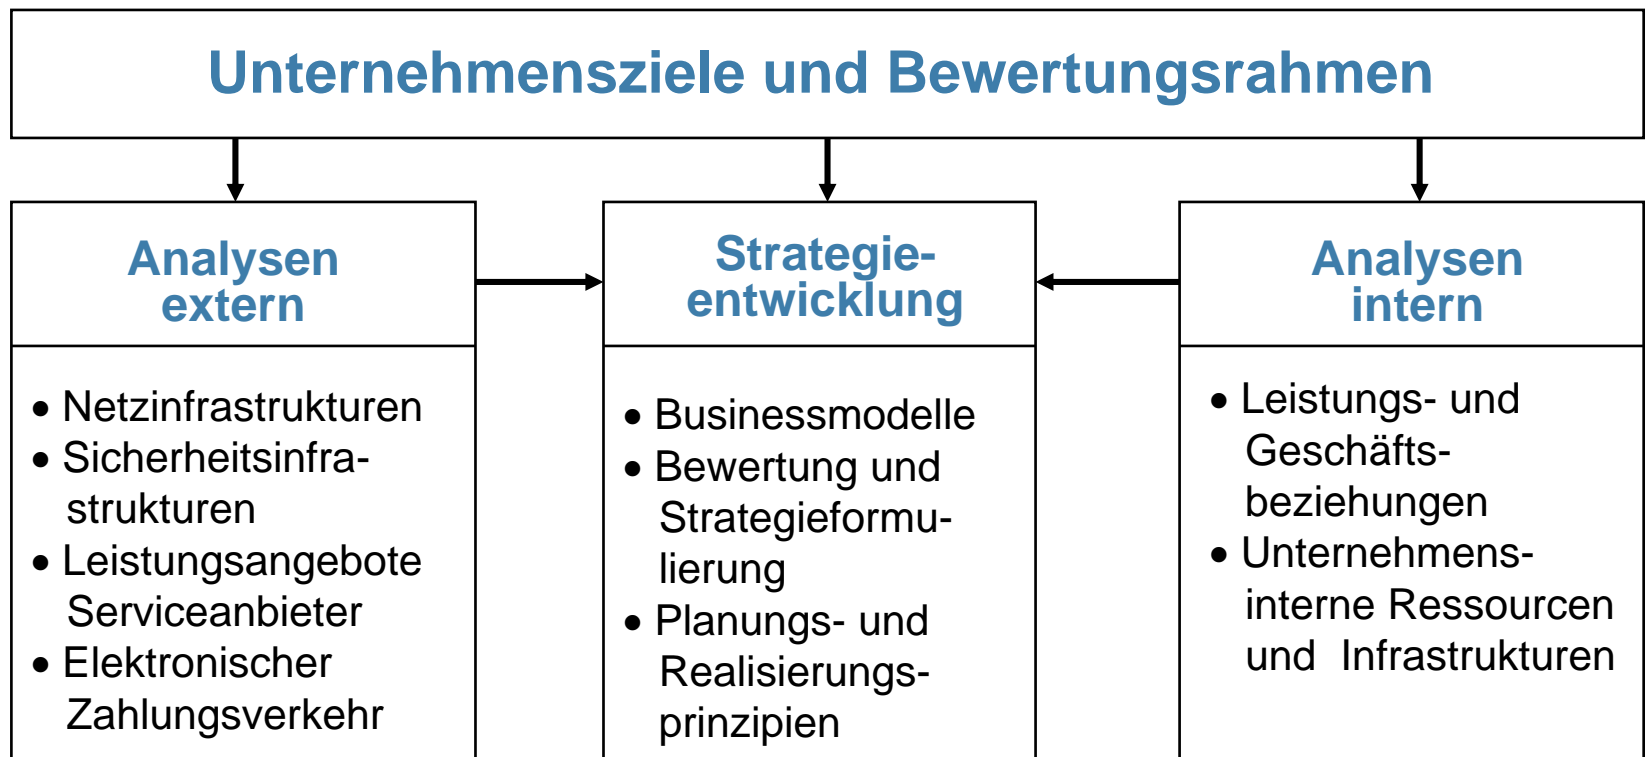 Unternehmensziele und Bewertungsrahmen
Analysen
extern
• Netzinfrastrukturen
• Sicherheitsinfra-
strukturen
• Leistungsangebote
Serviceanbieter
• Elektronischer
Zahlungsverkehr
Strategie-
entwicklung
• Businessmodelle
• Bewertung und
Strategieformu-
lierung
• Planungs- und
Realisierungs-
prinzipien
Analysen
intern
• Leistungs- und
Geschäfts-
beziehungen
• Unternehmens-
interne Ressourcen
und Infrastrukturen